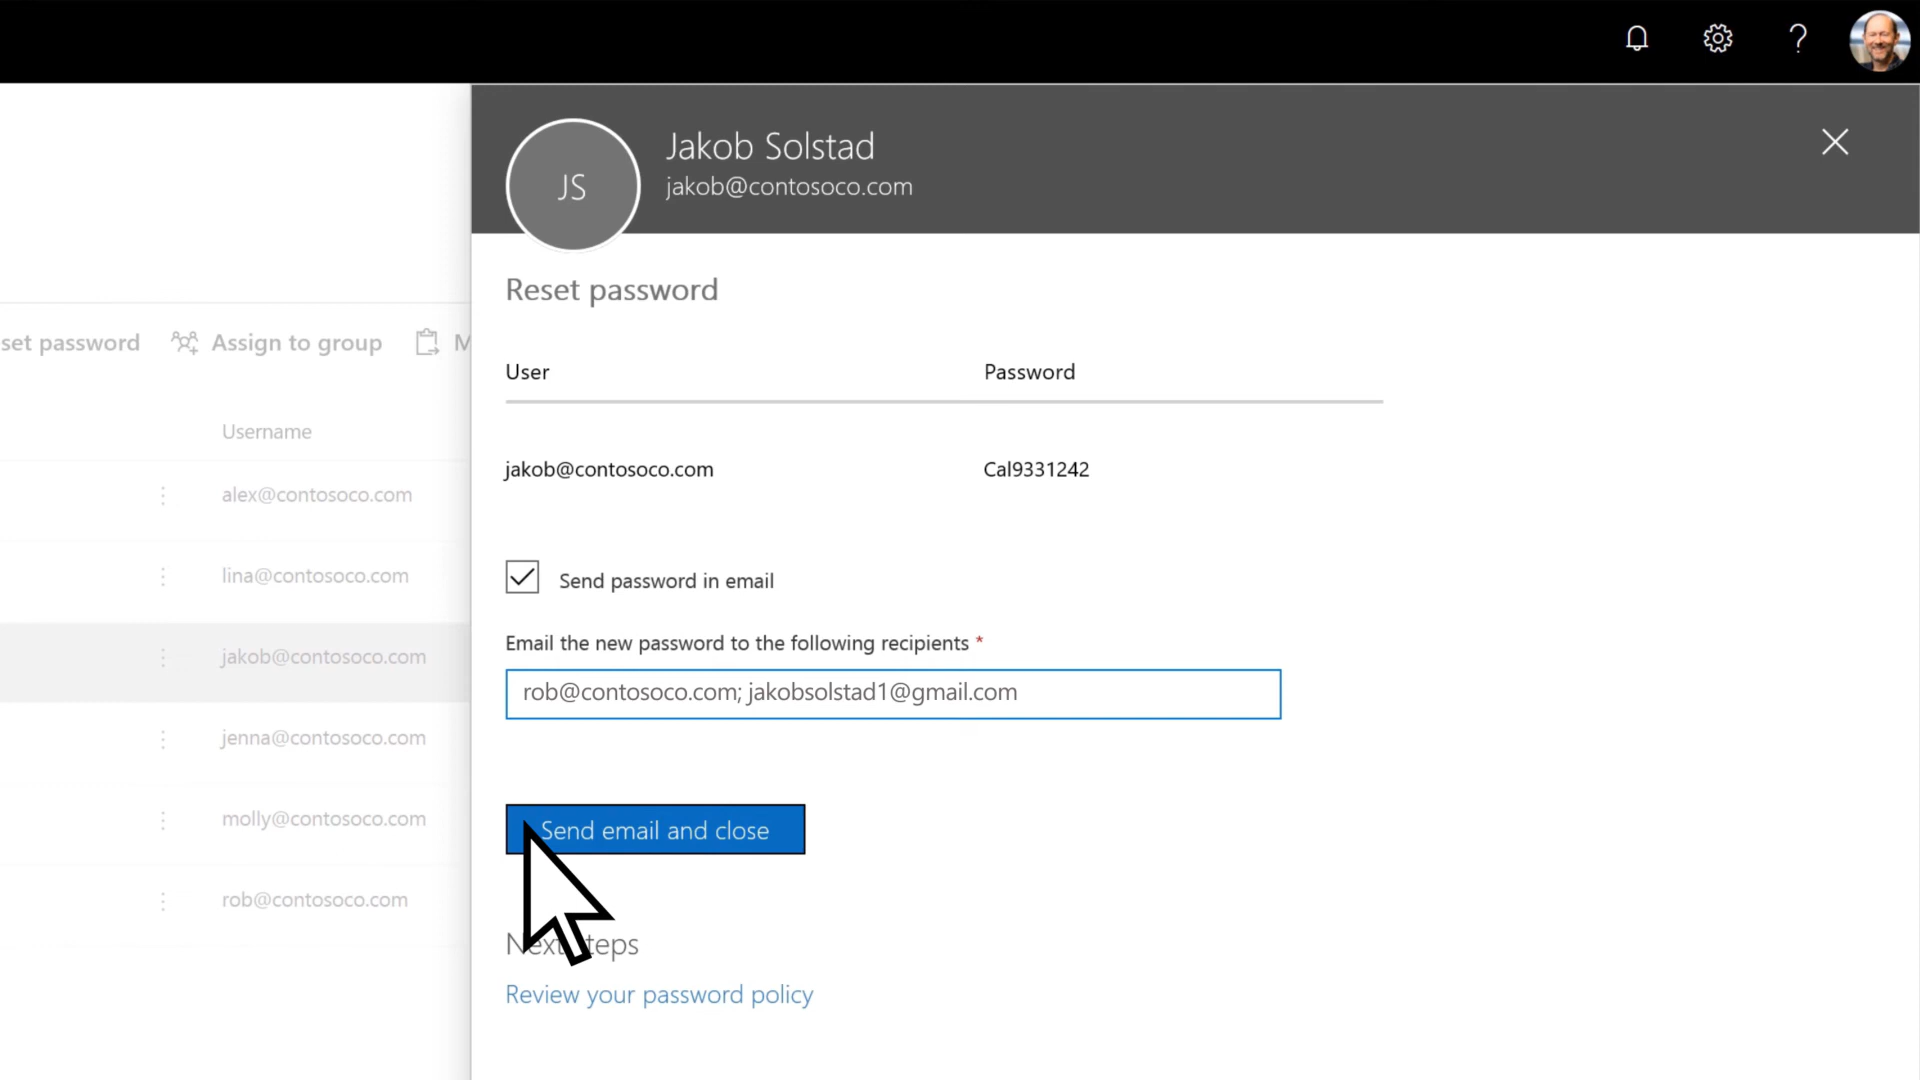 Jakob Solstad
JS
jakob@contosoco.com
Reset password
set password
Assign to group
M
User
Password
Username
jakob@contosoco.com
Cal9331242
alex@contosoco.com
lina@contosoco.com
jakob@contosoco.com
jenna@contosoco.com
molly@contosoco.com
rob@contosoco.com
Send password in email
Email the new password to the following recipients *
rob@contosoco.com; jakobsolstad1@gmail.com
Send email and close
Next steps
Review your password policy